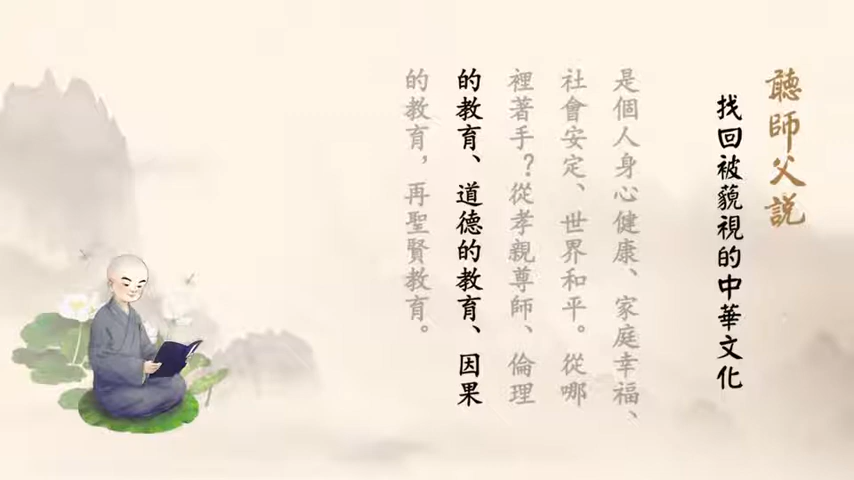 聽師父說
找回被藐視的中華文化
是個人身心健康、家庭幸福、
社會安定、世界和平。從哪
裡著手？從孝親尊師、倫理
的教育、道德的教育、因果
的教育，再聖賢教育。